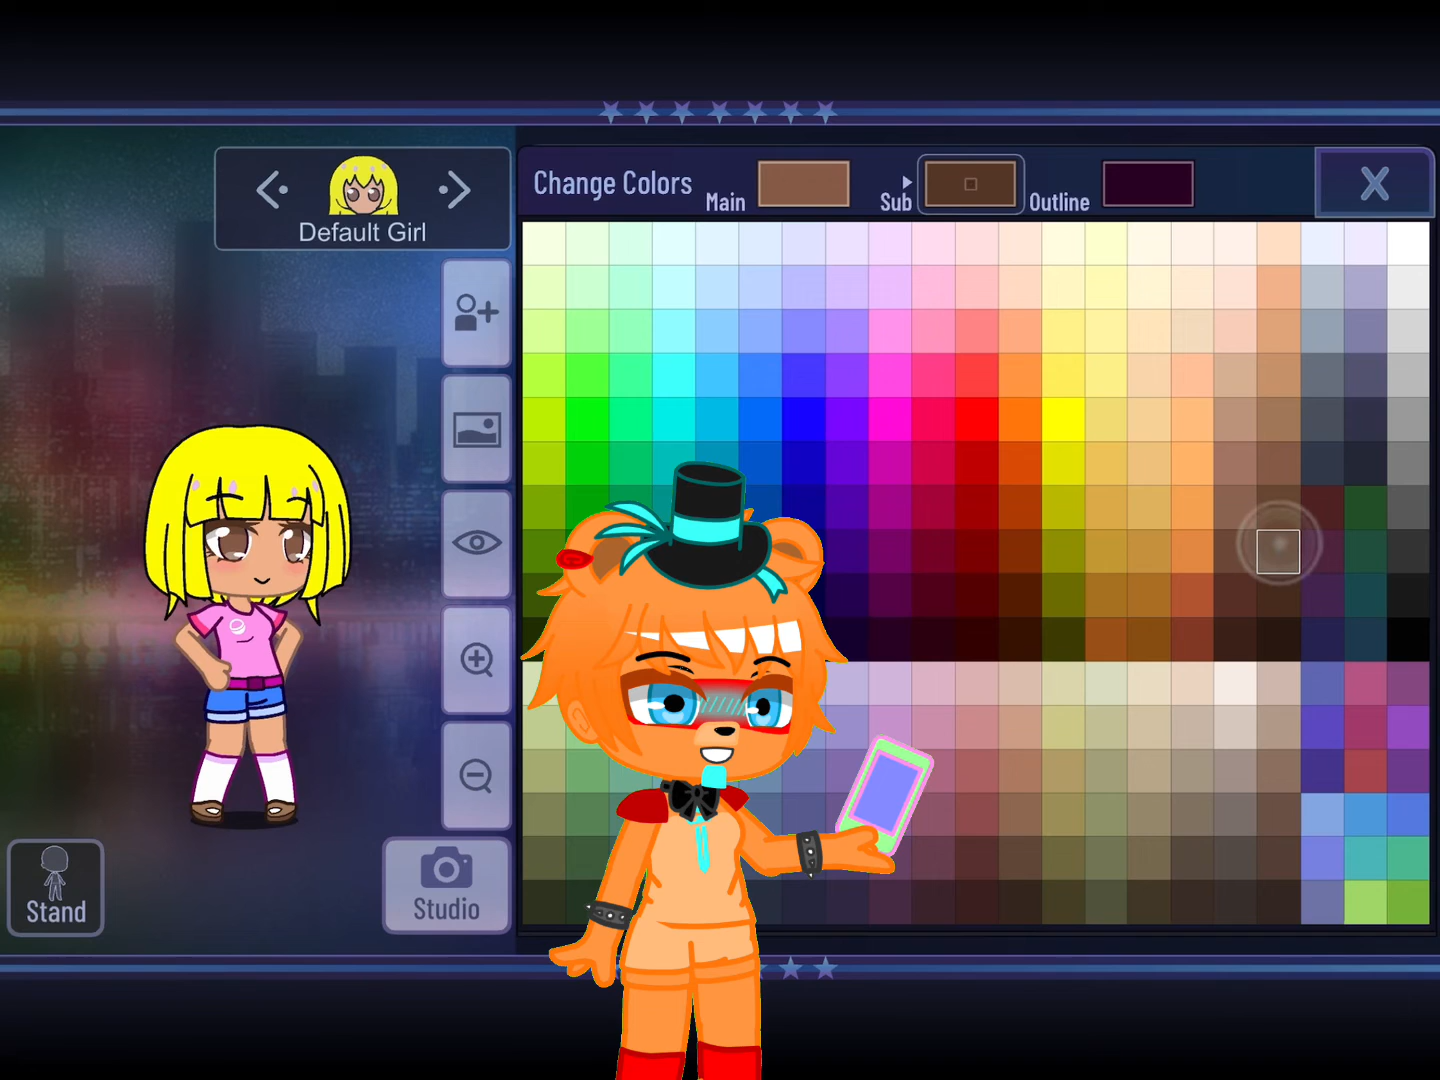 Default Girl
Change Colors
Main
Sub
Outline
X
Stand
Studio